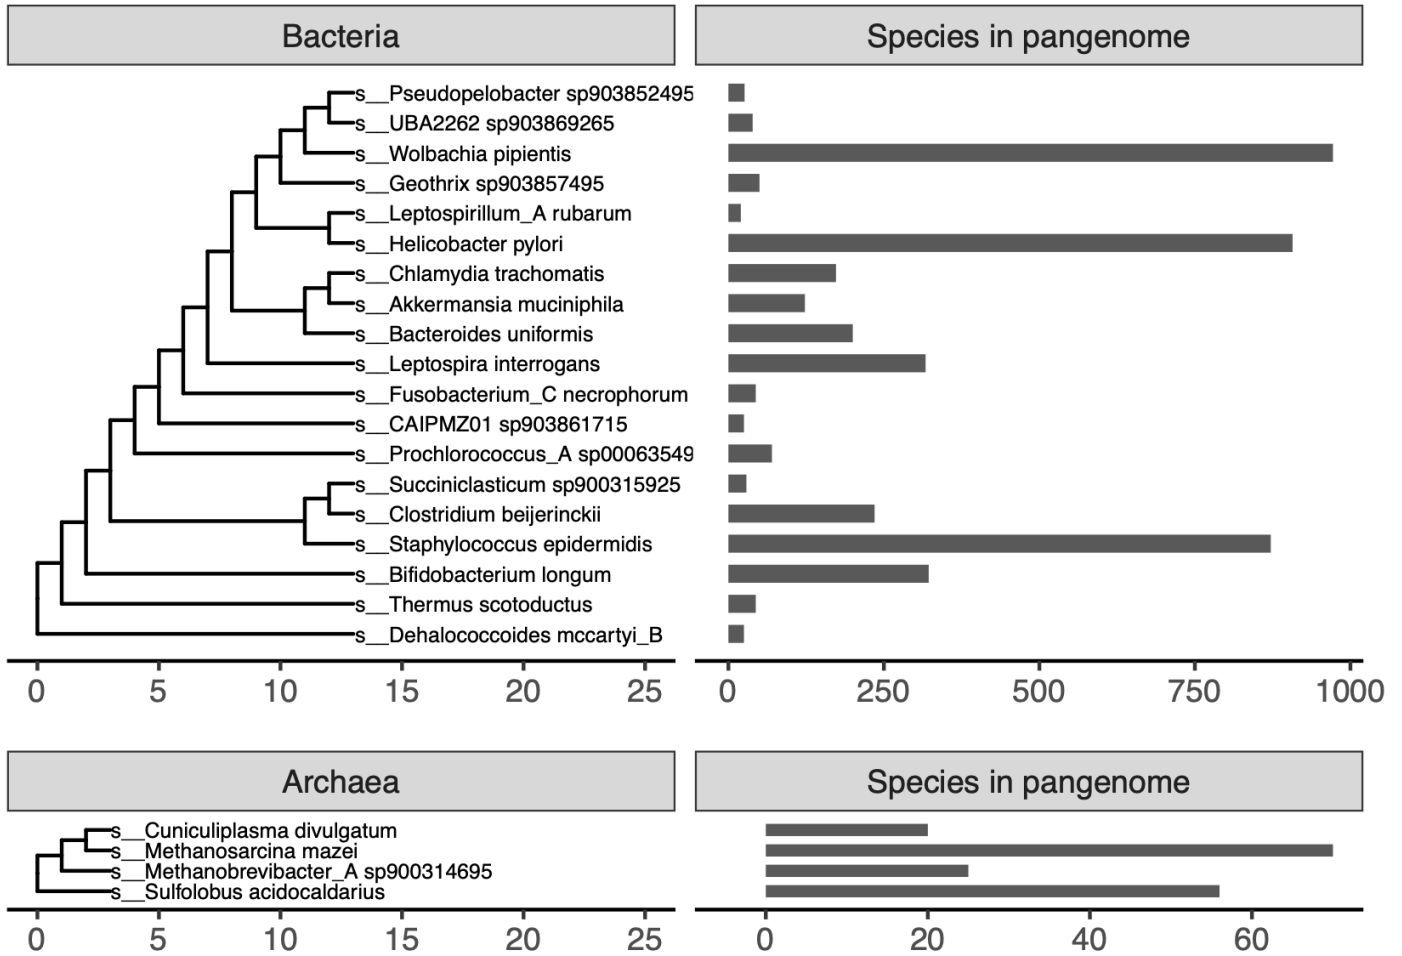 Bacteria
Species in pangenome
s__Pseudopelobacter sp903852495
s__UBA2262 sp903869265
s__Wolbachia pipientis
s__Geothrix sp903857495
s__Leptospirillum_A rubarum
s__Helicobacter pylori
s__Chlamydia trachomatis
s__Akkermansia muciniphila
s__Bacteroides uniformis
s__Leptospira interrogans
s__Fusobacterium_C necrophorum
s__CAIPMZ01 sp903861715
s__Prochlorococcus_A sp00063549
s__Succiniclasticum sp900315925
s__Clostridium beijerinckii
s__Staphylococcus epidermidis
s__Bifidobacterium longum
s__Thermus scotoductus
s__Dehalococcoides mccartyi_B
0 5 10 15 20 25
0 250 500 750 1000
Archaea
Species in pangenome
s__Cuniculiplasma divulgatum
s__Methanosarcina mazei
s__Methanobrevibacter_A sp900314695
s__Sulfolobus acidocaldarius
0 5 10 15 20 25
0 20 40 60